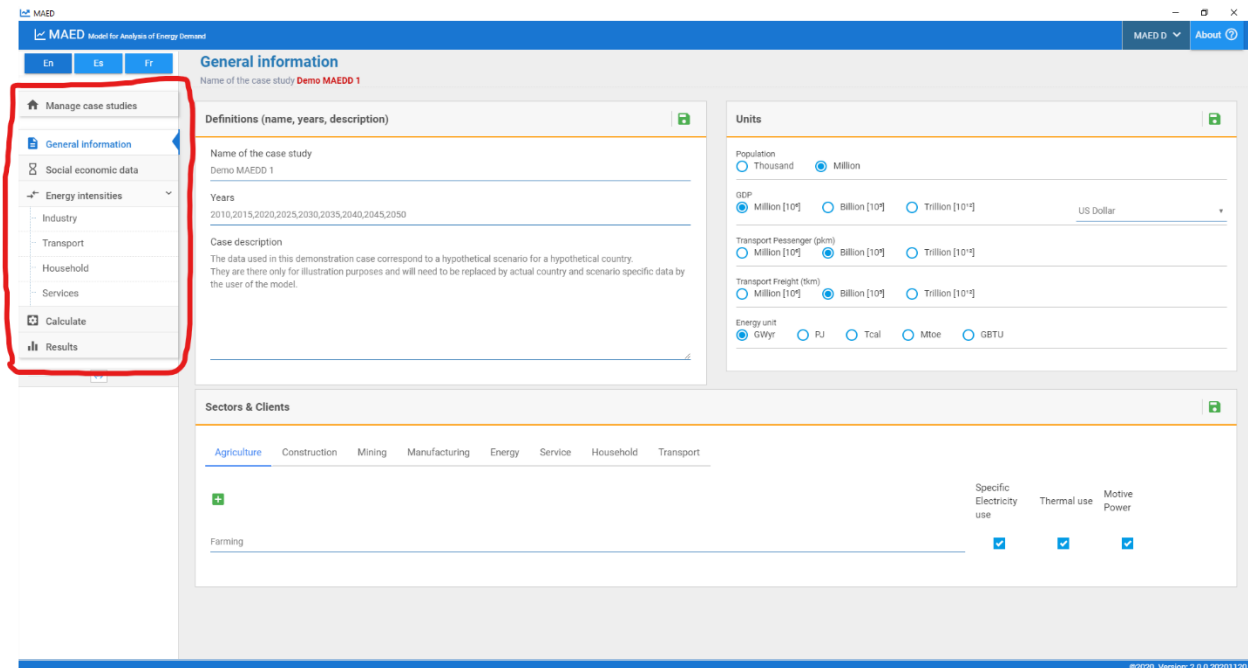 MAED
MAED Model for Analysis of Energy Demand
MAED D
About
En Es Fr
General information
Name of the case study Demo MAEDD 1
Manage case studies
General information
Social economic data
Energy intensities
Industry
Transport
Household
Services
Calculate
Results
Definitions (name, years, description)
Name of the case study
Demo MAEDD 1
Years
2010,2015,2020,2025,2030,2035,2040,2045,2050
Case description
The data used in this demonstration case correspond to a hypothetical scenario for a hypothetical country.
They are there only for illustration purposes and will need to be replaced by actual country and scenario specific data by
the user of the model.
Units
Population
Thousand Million
GDP
Million [10⁶] Billion [10⁹] Trillion [10¹²] US Dollar
Transport Pessenger (pkm)
Million [10⁶] Billion [10⁹] Trillion [10¹²]
Transport Freight (tkm)
Million [10⁶] Billion [10⁹] Trillion [10¹²]
Energy unit
GWyr PJ Tcal Mtoe GBTU
Sectors & Clients
Agriculture Construction Mining Manufacturing Energy Service Household Transport
Specific
Electricity
use
Thermal use
Motive
Power
Farming
©2020, Version: 2.0.0.20201120